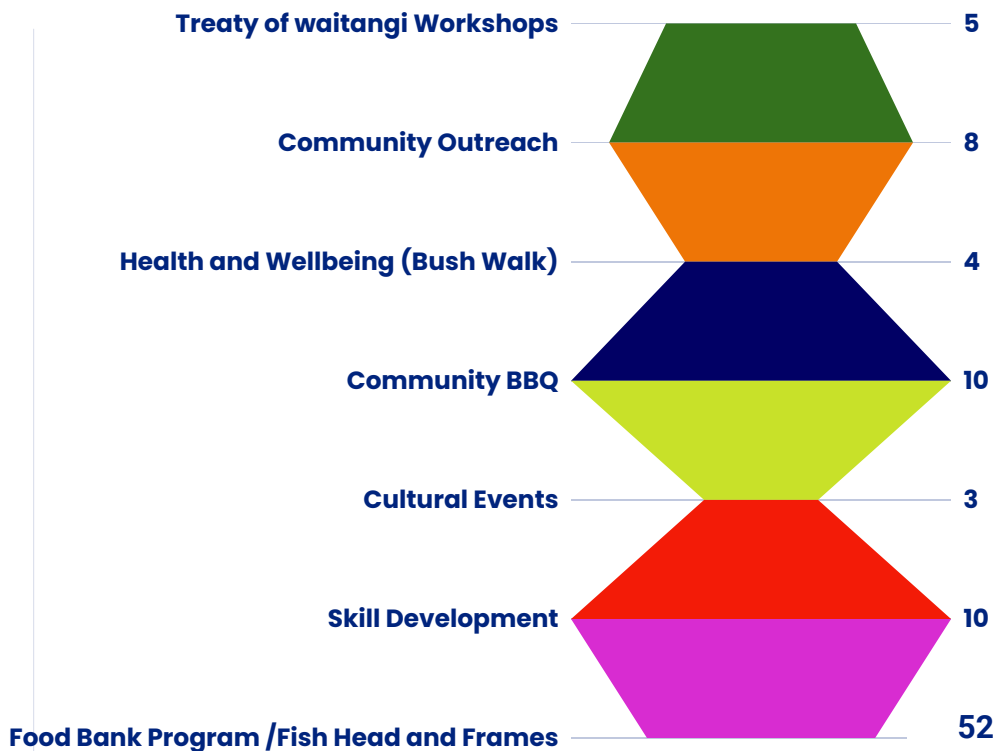 Treaty of waitangi Workshops 5
Community Outreach 8
Health and Wellbeing (Bush Walk) 4
Community BBQ 10
Cultural Events 3
Skill Development 10
Food Bank Program /Fish Head and Frames 52